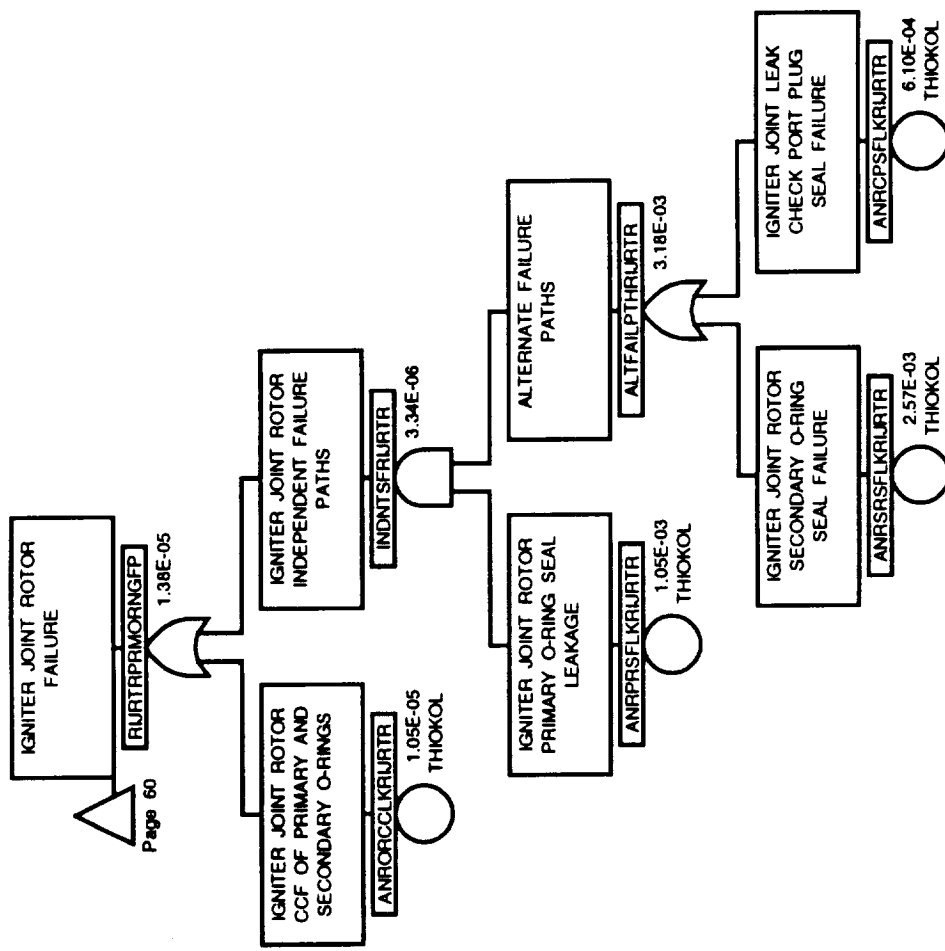 IGNITER JOINT ROTOR
FAILURE
Page 60
RIJRTRPRMORNGFP
1.38E-05
IGNITER JOINT ROTOR
CCF OF PRIMARY AND
SECONDARY O-RINGS
ANRORCCLKRIJRTR
1.05E-05
THIOKOL
IGNITER JOINT ROTOR
INDEPENDENT FAILURE
PATHS
INDNTSFRIJRTR
3.34E-06
IGNITER JOINT ROTOR
PRIMARY O-RING SEAL
LEAKAGE
ANRPRSFLKRIJRTR
1.05E-03
THIOKOL
ALTERNATE FAILURE
PATHS
ALTFAILPTHRIJRTR
3.18E-03
IGNITER JOINT ROTOR
SECONDARY O-RING
SEAL FAILURE
ANRSRSFLKRIJRTR
2.57E-03
THIOKOL
IGNITER JOINT LEAK
CHECK PORT PLUG
SEAL FAILURE
ANRCPSFLKRIJRTR
6.10E-04
THIOKOL